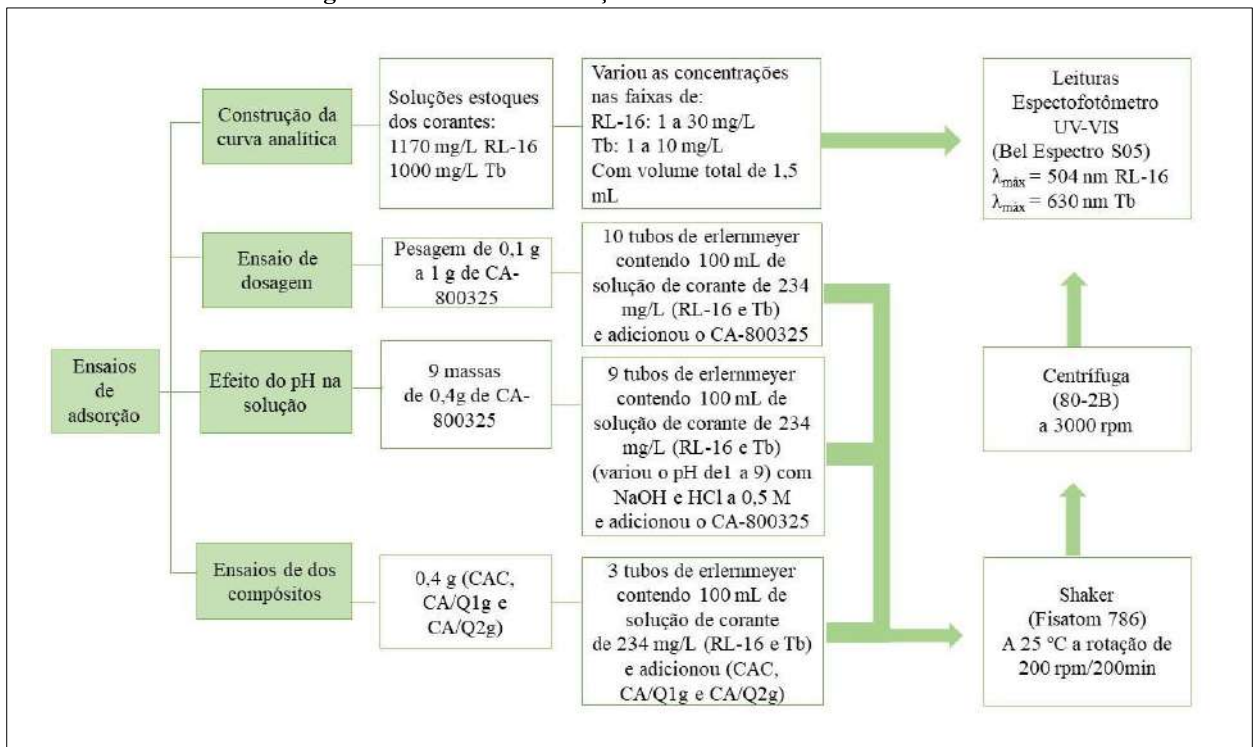 Construção da
curva analítica
Soluções estoques
dos corantes:
1170 mg/L RL-16
1000 mg/L Tb
Variou as concentrações
nas faixas de:
RL-16: 1 a 30 mg/L
Tb: 1 a 10 mg/L
Com volume total de 1,5
mL
Leituras
Espectofotômetro
UV-VIS
(Bel Espectro S05)
λmáx = 504 nm RL-16
λmáx = 630 nm Tb
Ensaio de
dosagem
Pesagem de 0,1 g
a 1 g de CA-
800325
10 tubos de erlernmeyer
contendo 100 mL de
solução de corante de 234
mg/L (RL-16 e Tb)
e adicionou o CA-800325
Ensaios
de
adsorção
Efeito do pH na
solução
9 massas
de 0,4g de CA-
800325
9 tubos de erlernmeyer
contendo 100 mL de
solução de corante de 234
mg/L (RL-16 e Tb)
(variou o pH de1 a 9) com
NaOH e HCl a 0,5 M
e adicionou o CA-800325
Centrífuga
(80-2B)
a 3000 rpm
Ensaios de dos
compósitos
0,4 g (CAC,
CA/Q1g e
CA/Q2g)
3 tubos de erlernmeyer
contendo 100 mL de
solução de corante
de 234 mg/L (RL-16 e Tb)
e adicionou (CAC,
CA/Q1g e CA/Q2g)
Shaker
(Fisatom 786)
A 25 °C a rotação de
200 rpm/200min